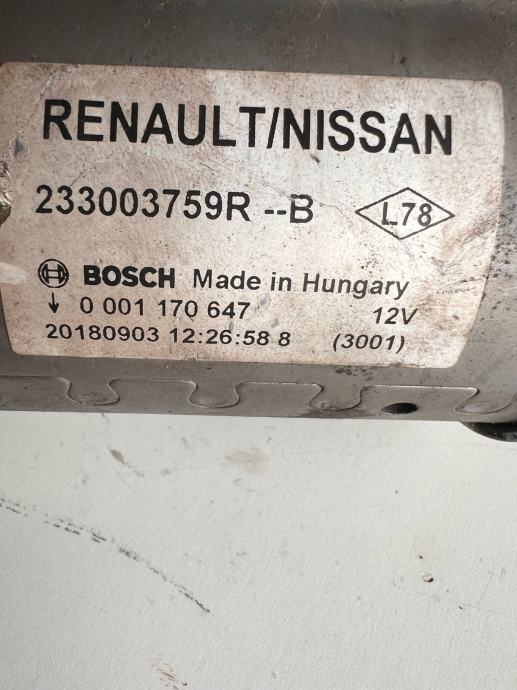 RENAULT/NISSAN
233003759R --B L78
BOSCH Made in Hungary
↓ 0 001 170 647 12V
20180903 12:26:58 8 (3001)